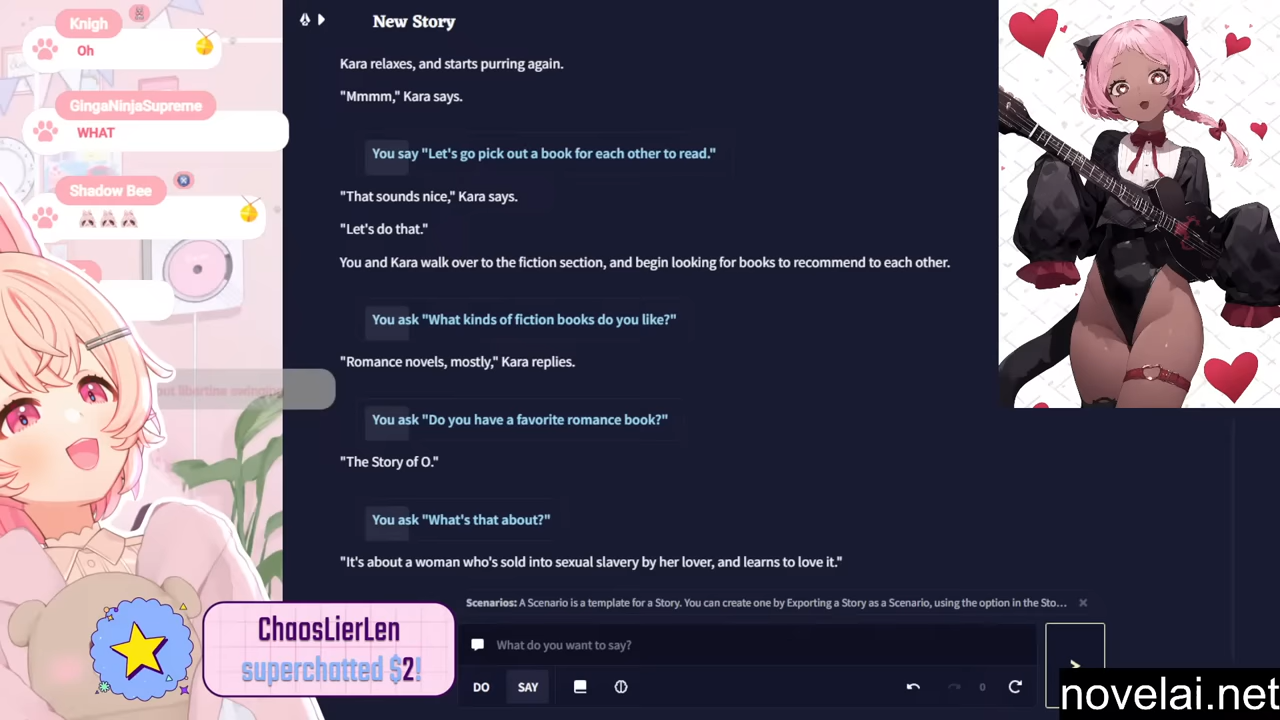 Knigh
Oh
GingaNinjaSupreme
WHAT
Shadow Bee
out libertine swinging
New Story
Kara relaxes, and starts purring again.
"Mmmm," Kara says.
You say "Let's go pick out a book for each other to read."
"That sounds nice," Kara says.
"Let's do that."
You and Kara walk over to the fiction section, and begin looking for books to recommend to each other.
You ask "What kinds of fiction books do you like?"
"Romance novels, mostly," Kara replies.
You ask "Do you have a favorite romance book?"
"The Story of O."
You ask "What's that about?"
"It's about a woman who's sold into sexual slavery by her lover, and learns to love it."
Scenarios: A Scenario is a template for a Story. You can create one by Exporting a Story as a Scenario, using the option in the Sto...
What do you want to say?
DO SAY 0
ChaosLierLen
superchatted $2!
novelai.net